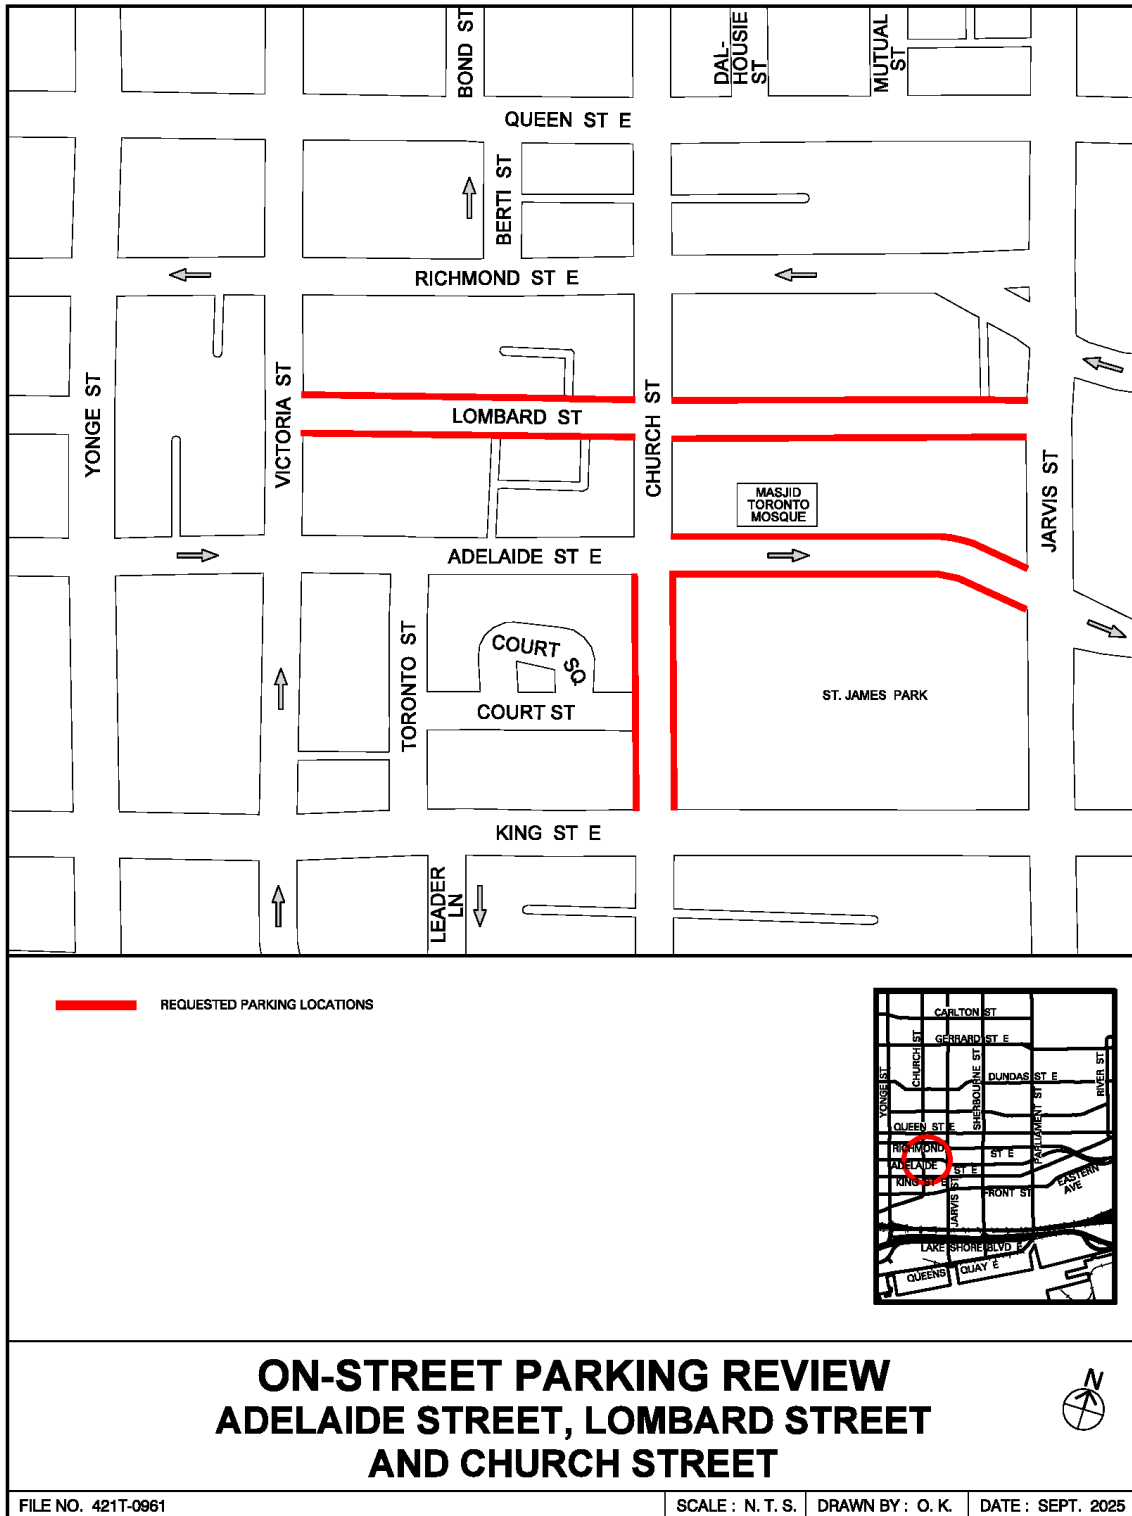 BOND ST
DAL-
HOUSIE
ST
MUTUAL
ST
QUEEN ST E
BERTI ST
RICHMOND ST E
YONGE ST
VICTORIA ST
LOMBARD ST
CHURCH ST
JARVIS ST
MASJID
TORONTO
MOSQUE
ADELAIDE ST E
TORONTO ST
COURT SQ
COURT ST
ST. JAMES PARK
KING ST E
LEADER
LN
REQUESTED PARKING LOCATIONS
CARLTON ST
GERRARD ST E
CHURCH ST
YONGE ST
SHERBOURNE ST
DUNDAS ST E
PARLIAMENT ST
RIVER ST
QUEEN ST E
RICHMOND ST E
ADELAIDE ST E
KING ST E
JARVIS ST
FRONT ST
EASTERN
AVE
LAKE SHORE BLVD E
QUEENS QUAY E
ON-STREET PARKING REVIEW
ADELAIDE STREET, LOMBARD STREET
AND CHURCH STREET
N
FILE NO. 421T-0961
SCALE : N. T. S.
DRAWN BY : O. K.
DATE : SEPT. 2025